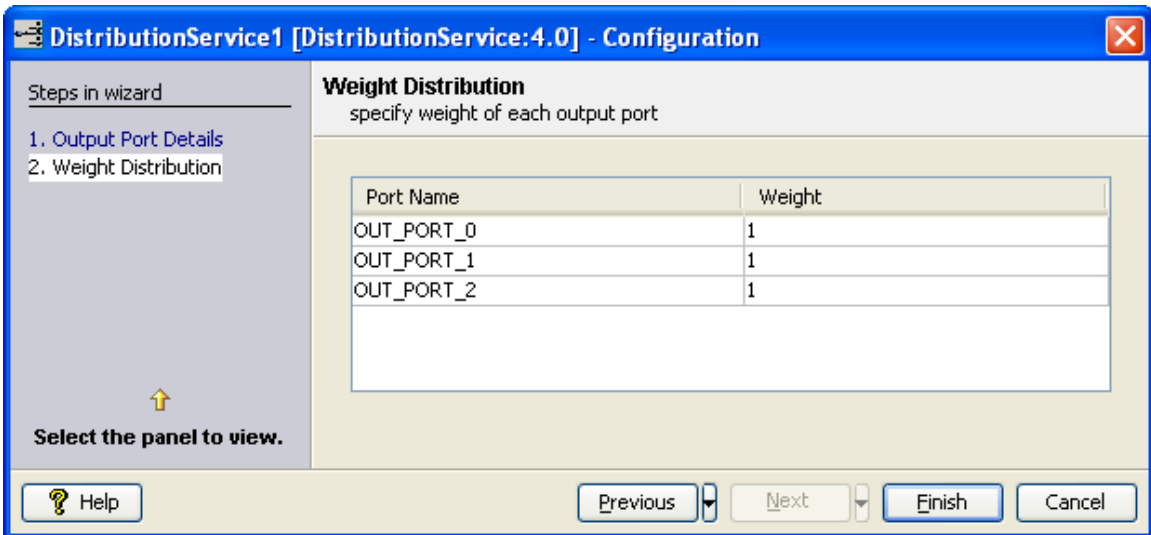 DistributionService1 [DistributionService:4.0] - Configuration
Steps in wizard
1. Output Port Details
2. Weight Distribution
Select the panel to view.
Weight Distribution
specify weight of each output port
Port Name Weight
OUT_PORT_0 1
OUT_PORT_1 1
OUT_PORT_2 1
Help Previous Next Finish Cancel